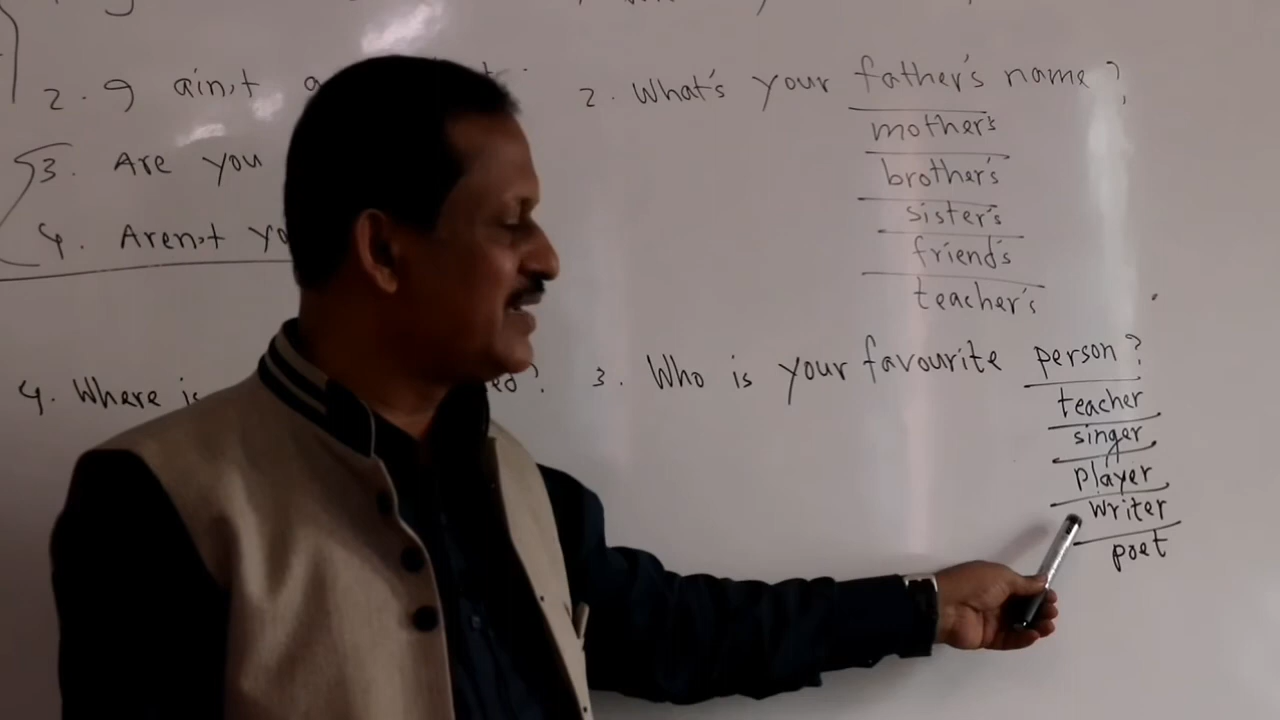 2. 9 ain,t a
3. Are you
4. Aren,t yo
4. Where is
2. What's your father's name?
mother's
brother's
sister's
friend's
teacher's
3. Who is your favourite person?
teacher
singer
player
writer
poet